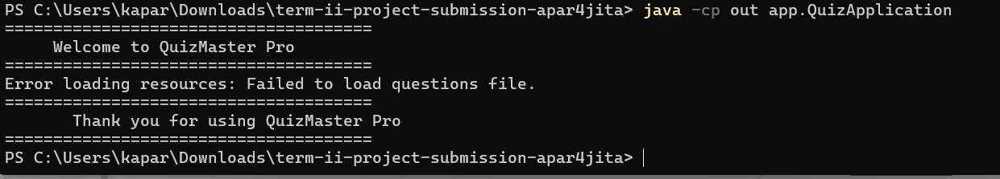 PS C:\Users\kapar\Downloads\term-ii-project-submission-apar4jita> java -cp out app.QuizApplication
======================================
     Welcome to QuizMaster Pro
======================================
Error loading resources: Failed to load questions file.
======================================
       Thank you for using QuizMaster Pro
======================================
PS C:\Users\kapar\Downloads\term-ii-project-submission-apar4jita>